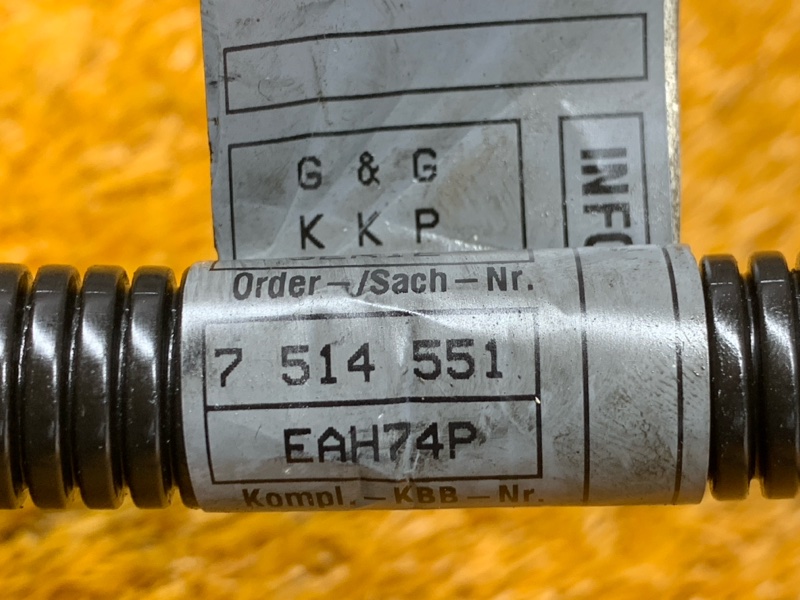 G & G
K K P
INFO
Order-/Sach-Nr.
7 514 551
EAH74P
Kompl.-KBB-Nr.